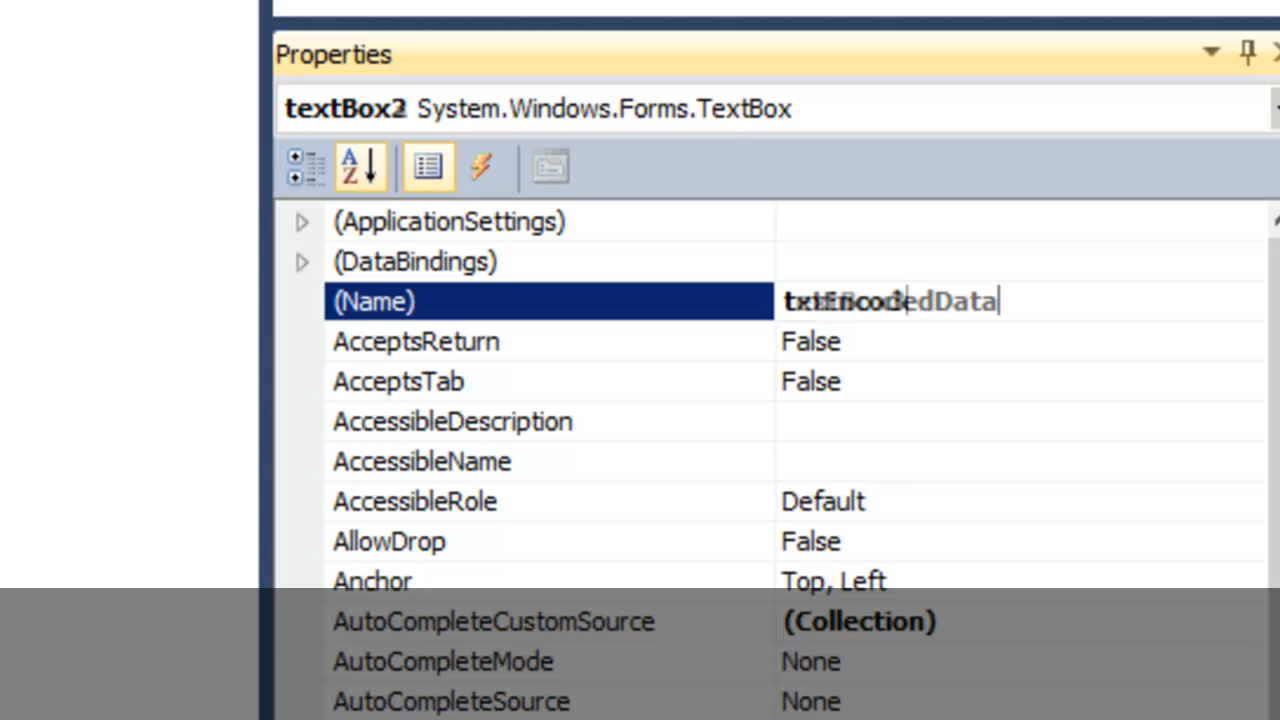 Properties
textBox2 System.Windows.Forms.TextBox
(ApplicationSettings)
(DataBindings)
(Name)
AcceptsReturn False
AcceptsTab False
AccessibleDescription
AccessibleName
AccessibleRole Default
AllowDrop False
Anchor Top, Left
AutoCompleteCustomSource (Collection)
AutoCompleteMode None
AutoCompleteSource None